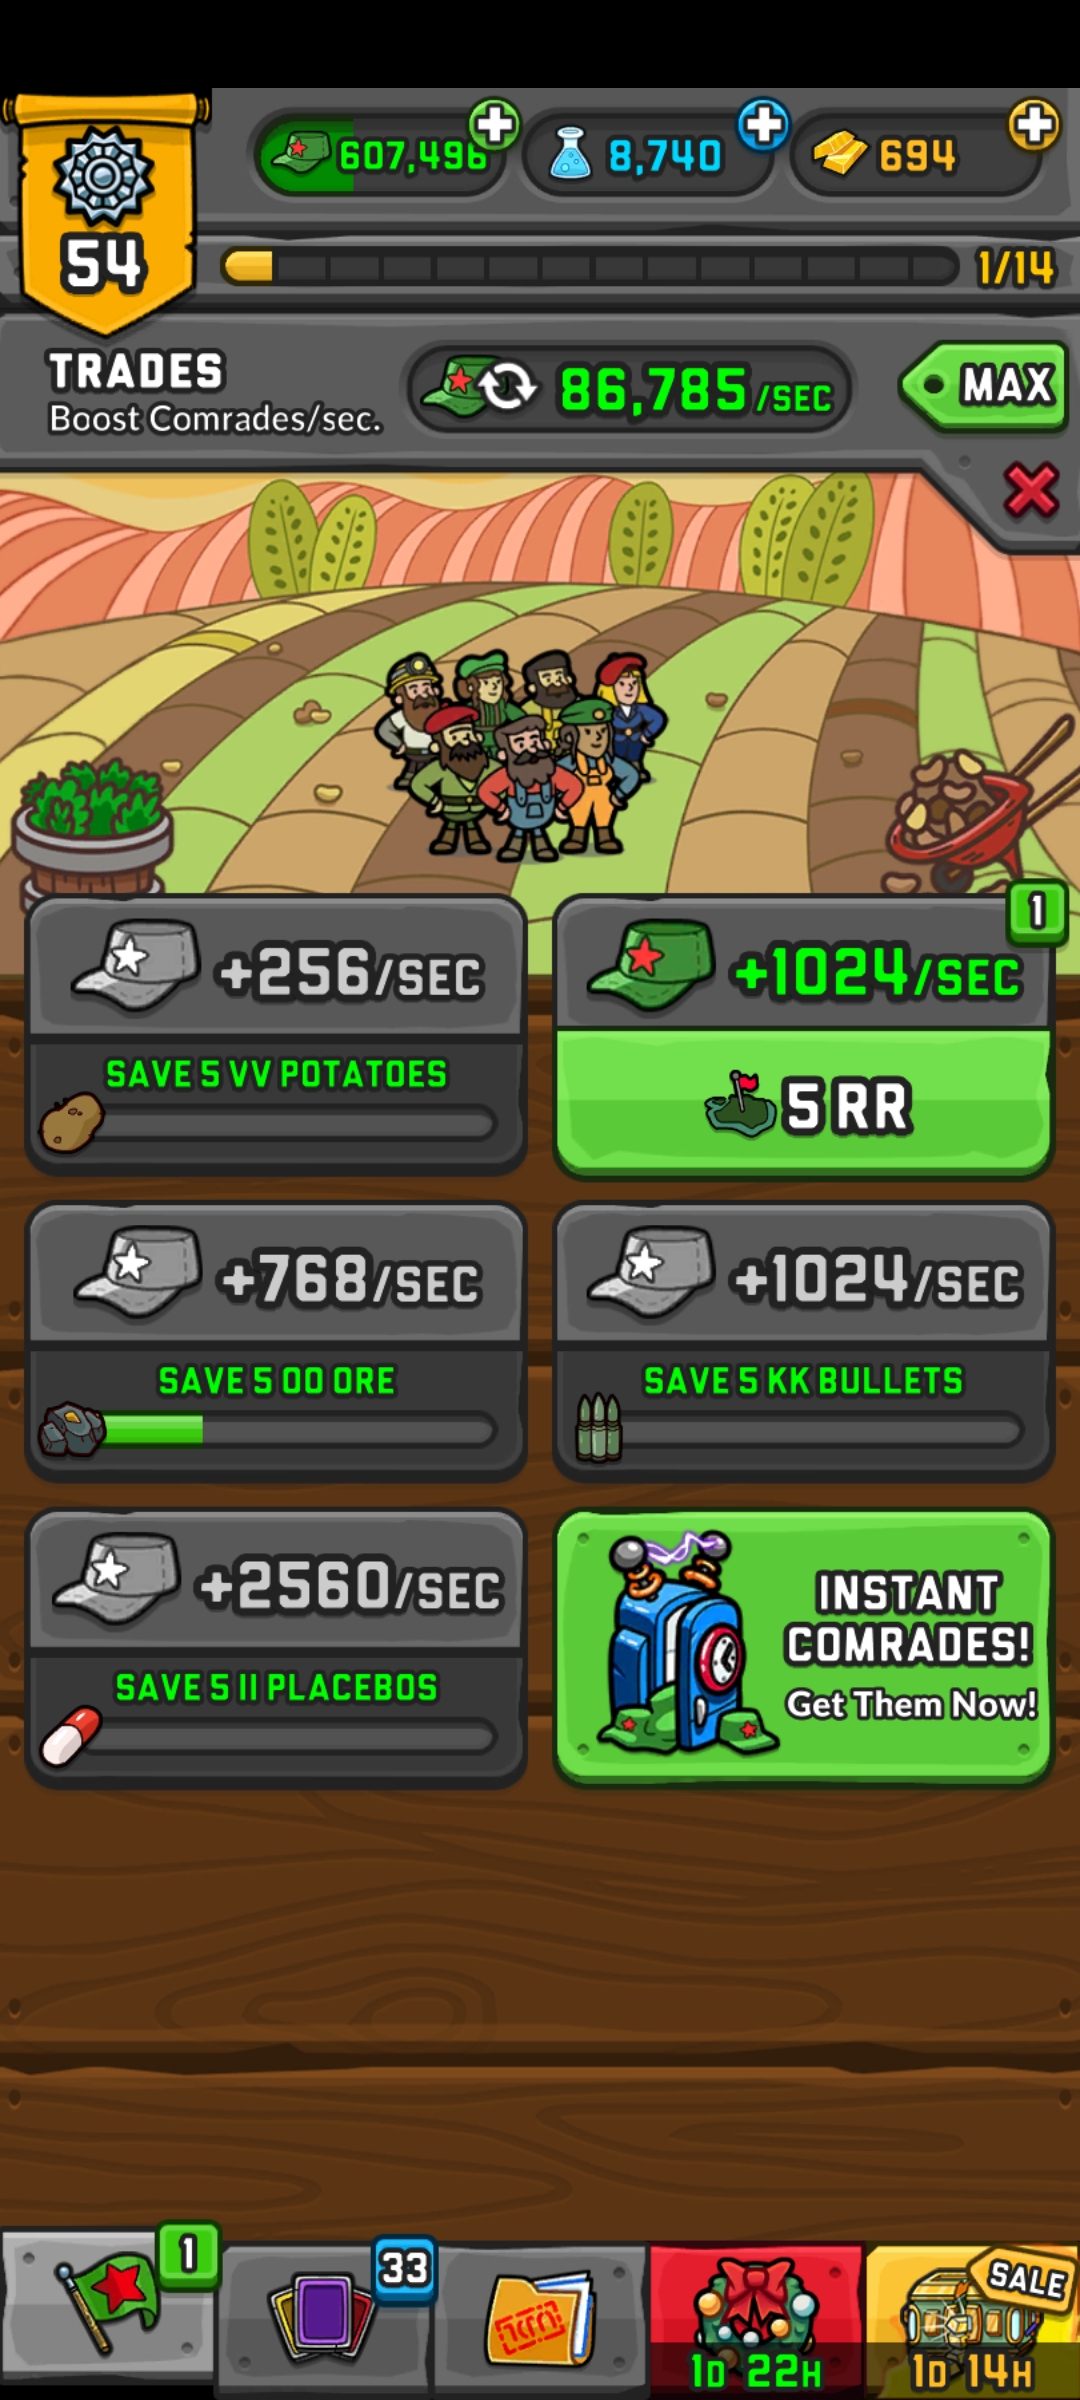 607,496
8,740
694
54
1/14
TRADES
Boost Comrades/sec.
86,785/SEC
MAX
+256/SEC
SAVE 5 VV POTATOES
1
+1024/SEC
5 RR
+768/SEC
SAVE 5 OO ORE
+1024/SEC
SAVE 5 KK BULLETS
+2560/SEC
SAVE 5 II PLACEBOS
INSTANT
COMRADES!
Get Them Now!
1
33
SALE
1D 22H
1D 14H